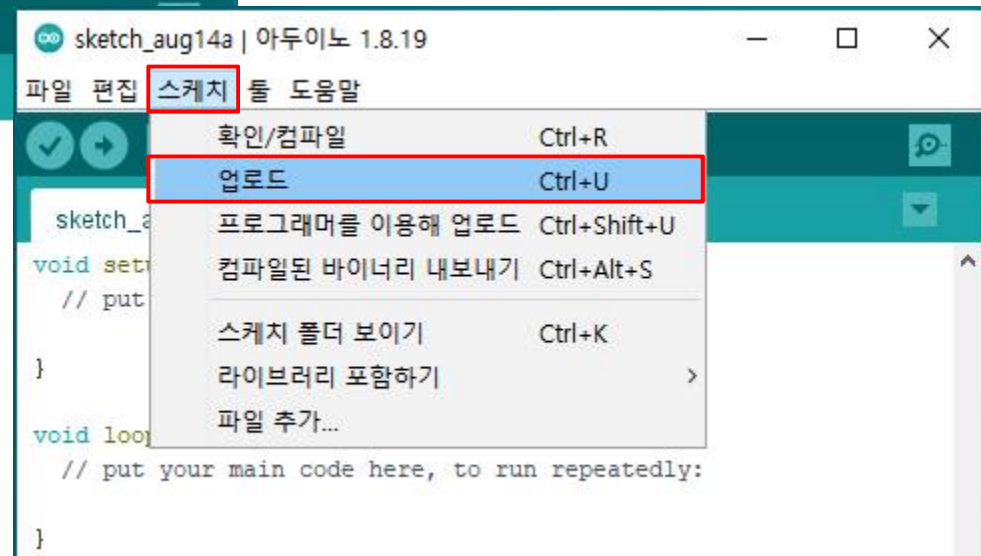 sketch_aug14a | 아두이노 1.8.19
파일 편집 스케치 툴 도움말
확인/컴파일 Ctrl+R
업로드 Ctrl+U
프로그래머를 이용해 업로드 Ctrl+Shift+U
컴파일된 바이너리 내보내기 Ctrl+Alt+S
스케치 폴더 보이기 Ctrl+K
라이브러리 포함하기
파일 추가...
sketch_a
void set
// put
}
void loo
// put your main code here, to run repeatedly:
}